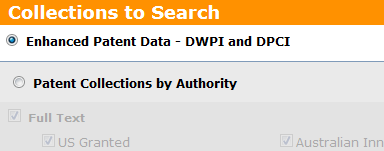 Collections to Search
Enhanced Patent Data - DWPI and DPCI
Patent Collections by Authority
Full Text
US Granted
Australian Inn